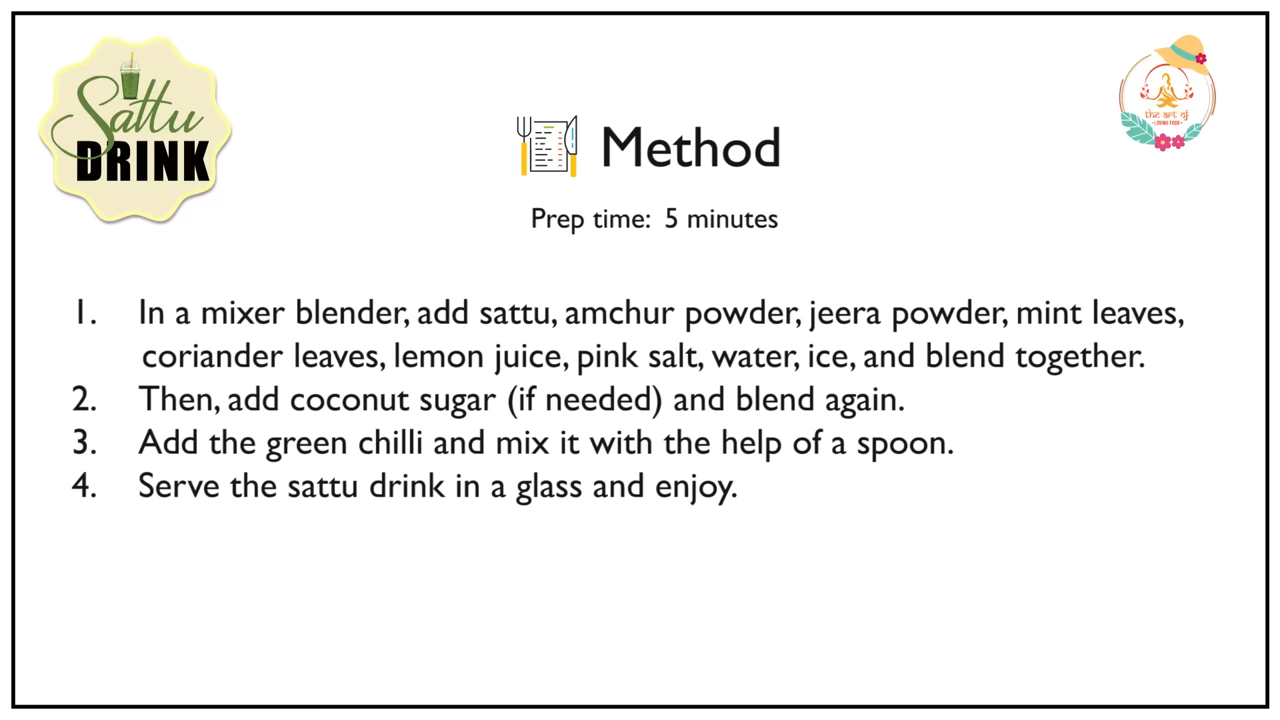 Sattu
DRINK
the art of
LOVING FOOD
Method
Prep time: 5 minutes
1. In a mixer blender, add sattu, amchur powder, jeera powder, mint leaves,
coriander leaves, lemon juice, pink salt, water, ice, and blend together.
2. Then, add coconut sugar (if needed) and blend again.
3. Add the green chilli and mix it with the help of a spoon.
4. Serve the sattu drink in a glass and enjoy.